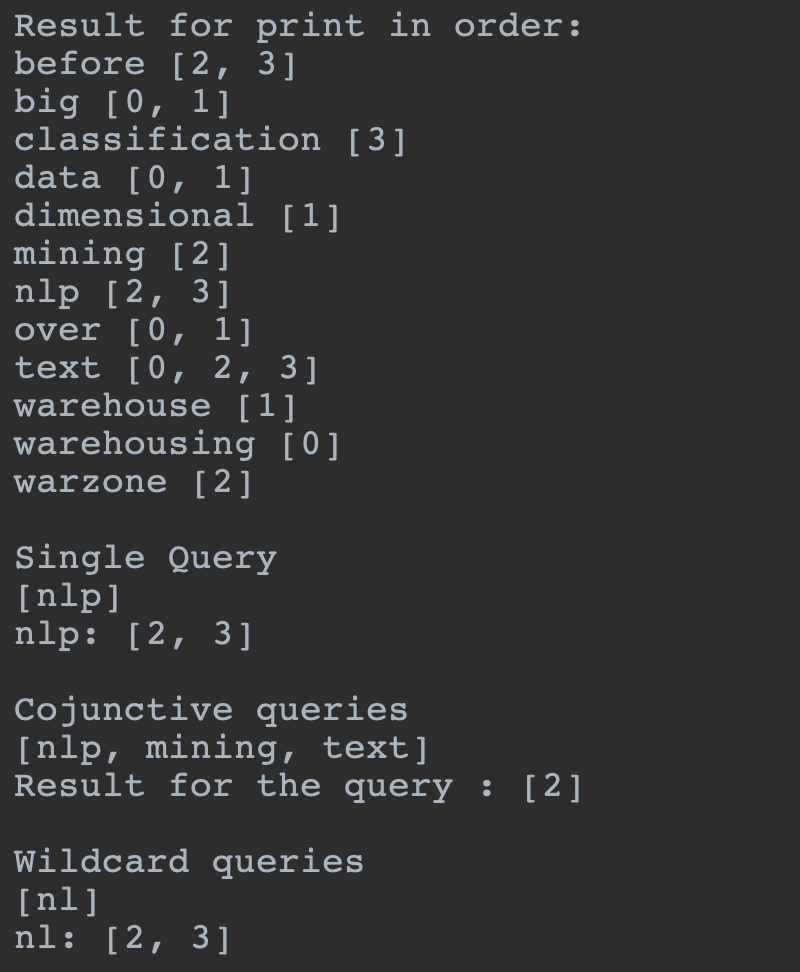 Result for print in order:
before [2, 3]
big [0, 1]
classification [3]
data [0, 1]
dimensional [1]
mining [2]
nlp [2, 3]
over [0, 1]
text [0, 2, 3]
warehouse [1]
warehousing [0]
warzone [2]
Single Query
[nlp]
nlp: [2, 3]
Cojunctive queries
[nlp, mining, text]
Result for the query : [2]
Wildcard queries
[nl]
nl: [2, 3]